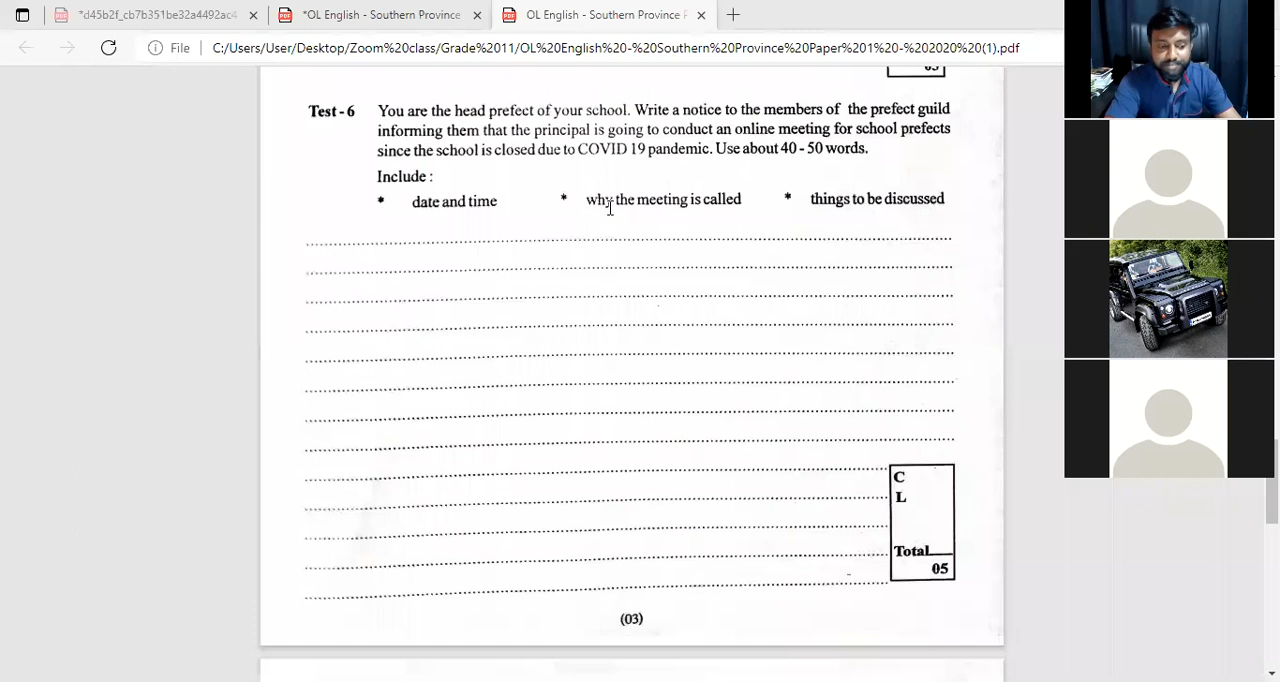 *d45b2f_cb7b351be32a4492ac4
*OL English - Southern Province
OL English - Southern Province P
File
C:/Users/User/Desktop/Zoom%20class/Grade%2011/OL%20English%20-%20Southern%20Province%20Paper%201%20-%202020%20(1).pdf
Test - 6 You are the head prefect of your school. Write a notice to the members of the prefect guild
informing them that the principal is going to conduct an online meeting for school prefects
since the school is closed due to COVID 19 pandemic. Use about 40 - 50 words.
Include :
* date and time * why the meeting is called * things to be discussed
C
L
Total
05
(03)